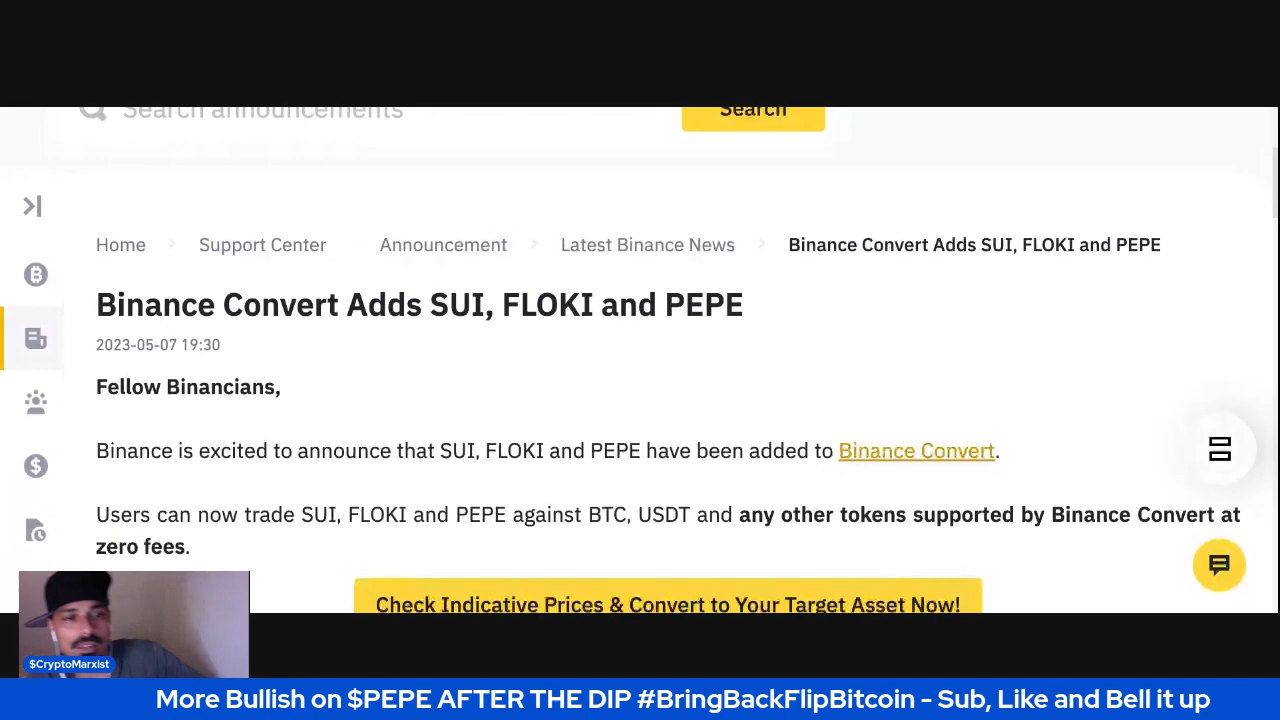 Search announcements
Search
Home
Support Center
Announcement
Latest Binance News
Binance Convert Adds SUI, FLOKI and PEPE
Binance Convert Adds SUI, FLOKI and PEPE
2023-05-07 19:30
Fellow Binancians,
Binance is excited to announce that SUI, FLOKI and PEPE have been added to Binance Convert.
Users can now trade SUI, FLOKI and PEPE against BTC, USDT and any other tokens supported by Binance Convert at
zero fees.
Check Indicative Prices & Convert to Your Target Asset Now!
$CryptoMarxist
More Bullish on $PEPE AFTER THE DIP #BringBackFlipBitcoin - Sub, Like and Bell it up